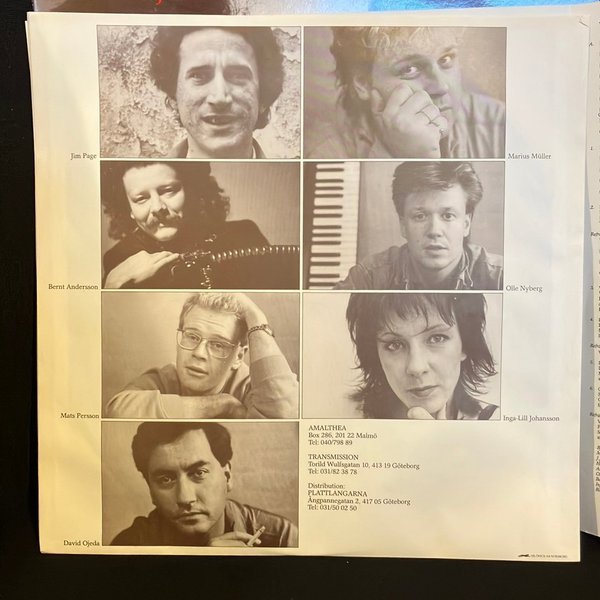 Jim Page
Marius Müller
Bernt Andersson
Olle Nyberg
Mats Persson
Inga-Lill Johansson
David Ojeda
AMALTHEA
Box 286, 201 22 Malmö
Tel: 040/798 89
TRANSMISSION
Torild Wulfsgatan 10, 413 19 Göteborg
Tel: 031/82 38 78
Distribution:
PLATTLANGARNA
Ångpannegatan 2, 417 05 Göteborg
Tel: 031/50 02 50